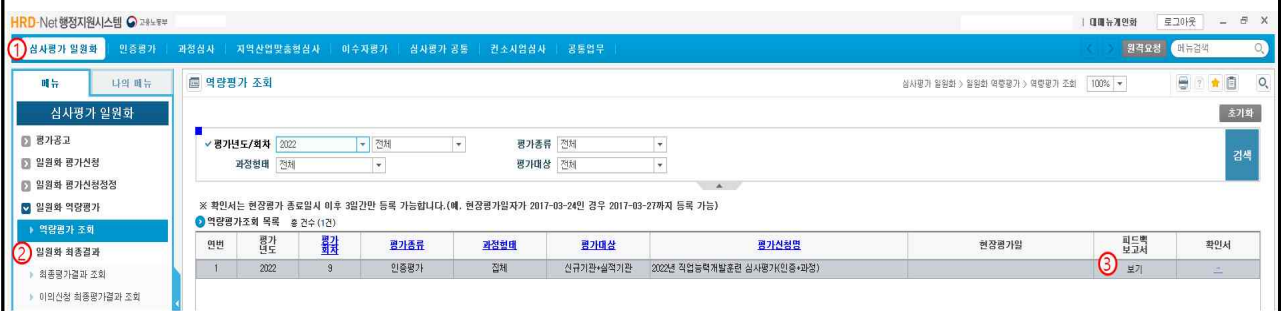 HRD-Net 행정지원시스템 고용노동부 | 대메뉴개인화 로그아웃
① 심사평가 일원화 | 인증평가 | 과정심사 | 지역산업맞춤형심사 | 이수자평가 | 심사평가 공통 | 컨소시엄심사 | 공통업무 | 원격요청 메뉴검색
메뉴 나의 메뉴
역량평가 조회 심사평가 일원화 > 일원화 역량평가 > 역량평가 조회 100%
심사평가 일원화
초기화
평가공고
일원화 평가신청
일원화 평가신청정정
일원화 역량평가
역량평가 조회
② 일원화 최종결과
최종평가결과 조회
이의신청 최종평가결과 조회
평가년도/회차 2022 전체 평가종류 전체
과정형태 전체 평가대상 전체
검색
※ 확인서는 현장평가 종료일시 이후 3일간만 등록 가능합니다.(예, 현장평가일자가 2017-03-24인 경우 2017-03-27까지 등록 가능)
역량평가조회 목록 총 건수(1건)
연번 평가년도 평가회차 평가종류 과정형태 평가대상 평가신청명 현장평가일 피드백보고서 확인서
1 2022 9 인증평가 집체 신규기관+실적기관 2022년 직업능력개발훈련 심사평가(인증+과정) ③ 보기 -